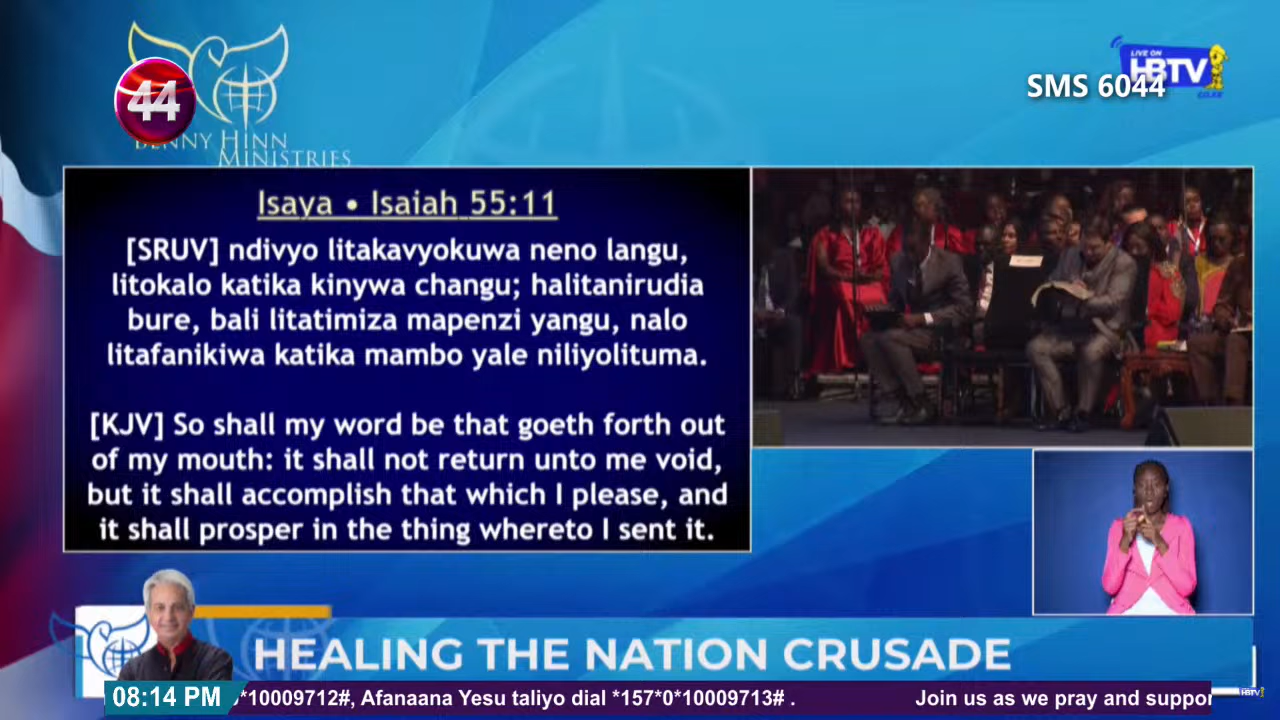 44
BENNY HINN
MINISTRIES
LIVE ON
HBTV
SMS 6044
Isaya • Isaiah 55:11
[SRUV] ndivyo litakavyokuwa neno langu,
litokalo katika kinywa changu; halitanirudia
bure, bali litatimiza mapenzi yangu, nalo
litafanikiwa katika mambo yale niliyolituma.
[KJV] So shall my word be that goeth forth out
of my mouth: it shall not return unto me void,
but it shall accomplish that which I please, and
it shall prosper in the thing whereto I sent it.
HEALING THE NATION CRUSADE
08:14 PM
*10009712#, Afanaana Yesu taliyo dial *157*0*10009713# . Join us as we pray and suppor
HBTV